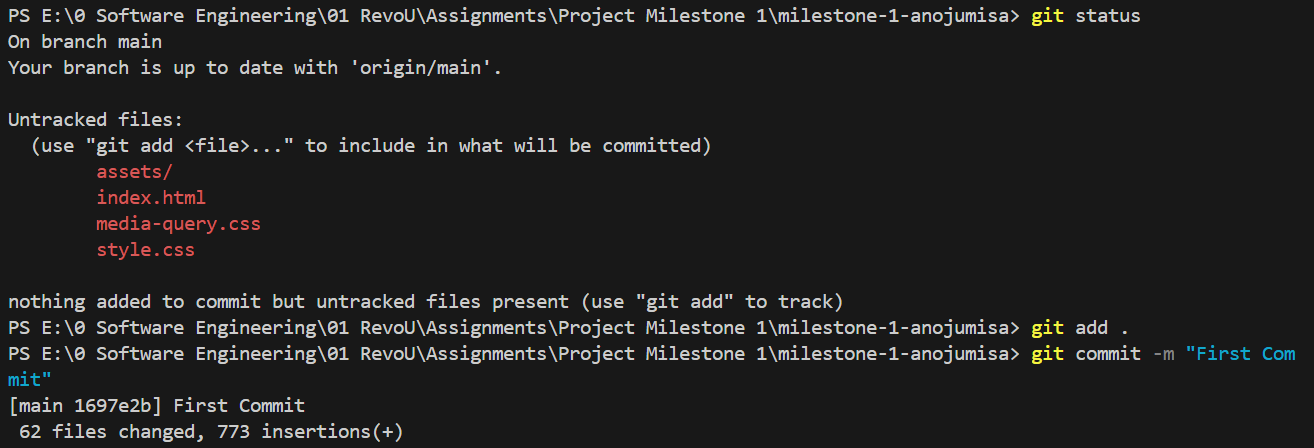 PS E:\0 Software Engineering\01 RevoU\Assignments\Project Milestone 1\milestone-1-anojumisa> git status
On branch main
Your branch is up to date with 'origin/main'.
Untracked files:
  (use "git add <file>..." to include in what will be committed)
        assets/
        index.html
        media-query.css
        style.css
nothing added to commit but untracked files present (use "git add" to track)
PS E:\0 Software Engineering\01 RevoU\Assignments\Project Milestone 1\milestone-1-anojumisa> git add .
PS E:\0 Software Engineering\01 RevoU\Assignments\Project Milestone 1\milestone-1-anojumisa> git commit -m "First Com
mit"
[main 1697e2b] First Commit
 62 files changed, 773 insertions(+)